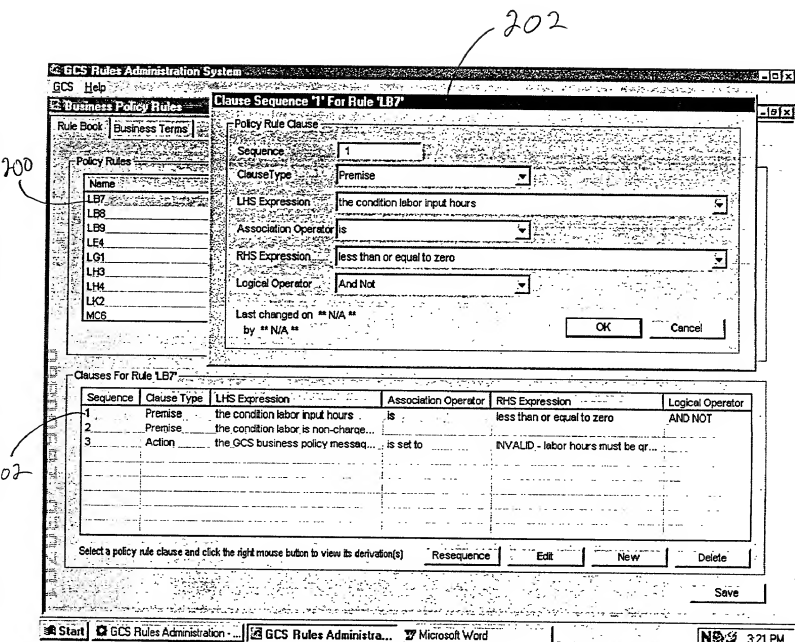 202
GCS Rules Administration System
GCS Help
Business Policy Rules
Clause Sequence '1' For Rule 'LB7'
Rule Book Business Terms
Policy Rule Clause
Sequence 1
200
Policy Rules
ClauseType Premise
Name
LHS Expression the condition labor input hours
LB7
LB8
Association Operator is
LB9
LE4
RHS Expression less than or equal to zero
LG1
LH3
Logical Operator And Not
LH4
LK2
Last changed on ** N/A **
MC6
by ** N/A **
OK Cancel
Clauses For Rule 'LB7'
Sequence Clause Type LHS Expression Association Operator RHS Expression Logical Operator
1 Premise the condition labor input hours is less than or equal to zero AND NOT
2 Premise the condition labor is non-charge...
3 Action the GCS business policy messag... is set to INVALID - labor hours must be gr...
02
Select a policy rule clause and click the right mouse button to view its derivation(s) Resequence Edit New Delete
Save
Start GCS Rules Administration - ... GCS Rules Administra... Microsoft Word 3:21 PM